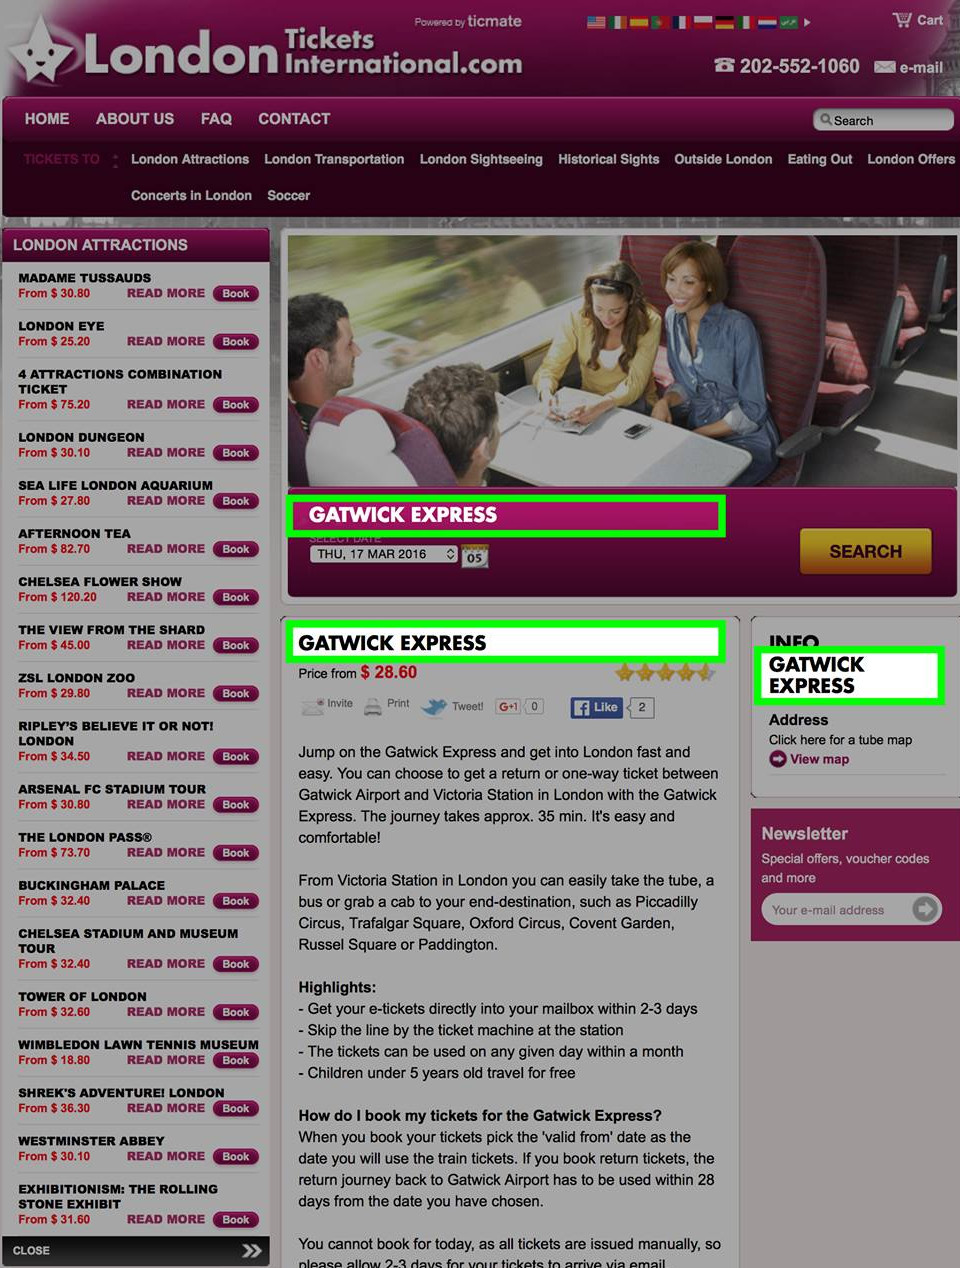 Powered by ticmate
Cart
London Tickets International.com
202-552-1060 e-mail
HOME ABOUT US FAQ CONTACT
Search
TICKETS TO : London Attractions London Transportation London Sightseeing Historical Sights Outside London Eating Out London Offers
Concerts in London Soccer
LONDON ATTRACTIONS
MADAME TUSSAUDS
From $ 30.80 READ MORE Book
LONDON EYE
From $ 25.20 READ MORE Book
4 ATTRACTIONS COMBINATION
TICKET
From $ 75.20 READ MORE Book
LONDON DUNGEON
From $ 30.10 READ MORE Book
SEA LIFE LONDON AQUARIUM
From $ 27.80 READ MORE Book
AFTERNOON TEA
From $ 82.70 READ MORE Book
CHELSEA FLOWER SHOW
From $ 120.20 READ MORE Book
THE VIEW FROM THE SHARD
From $ 45.00 READ MORE Book
ZSL LONDON ZOO
From $ 29.80 READ MORE Book
RIPLEY'S BELIEVE IT OR NOT!
LONDON
From $ 34.50 READ MORE Book
ARSENAL FC STADIUM TOUR
From $ 30.80 READ MORE Book
THE LONDON PASS®
From $ 73.70 READ MORE Book
BUCKINGHAM PALACE
From $ 32.40 READ MORE Book
CHELSEA STADIUM AND MUSEUM
TOUR
From $ 32.40 READ MORE Book
TOWER OF LONDON
From $ 32.60 READ MORE Book
WIMBLEDON LAWN TENNIS MUSEUM
From $ 18.80 READ MORE Book
SHREK'S ADVENTURE! LONDON
From $ 36.30 READ MORE Book
WESTMINSTER ABBEY
From $ 30.10 READ MORE Book
EXHIBITIONISM: THE ROLLING
STONE EXHIBIT
From $ 31.60 READ MORE Book
CLOSE
GATWICK EXPRESS
SELECT DATE
THU, 17 MAR 2016 05
SEARCH
GATWICK EXPRESS
Price from $ 28.60
Invite Print Tweet! G+1 0 Like 2
Jump on the Gatwick Express and get into London fast and
easy. You can choose to get a return or one-way ticket between
Gatwick Airport and Victoria Station in London with the Gatwick
Express. The journey takes approx. 35 min. It's easy and
comfortable!
From Victoria Station in London you can easily take the tube, a
bus or grab a cab to your end-destination, such as Piccadilly
Circus, Trafalgar Square, Oxford Circus, Covent Garden,
Russel Square or Paddington.
Highlights:
- Get your e-tickets directly into your mailbox within 2-3 days
- Skip the line by the ticket machine at the station
- The tickets can be used on any given day within a month
- Children under 5 years old travel for free
How do I book my tickets for the Gatwick Express?
When you book your tickets pick the 'valid from' date as the
date you will use the train tickets. If you book return tickets, the
return journey back to Gatwick Airport has to be used within 28
days from the date you have chosen.
You cannot book for today, as all tickets are issued manually, so
please allow 2-3 days for your tickets to arrive via email.
INFO
GATWICK
EXPRESS
Address
Click here for a tube map
View map
Newsletter
Special offers, voucher codes
and more
Your e-mail address